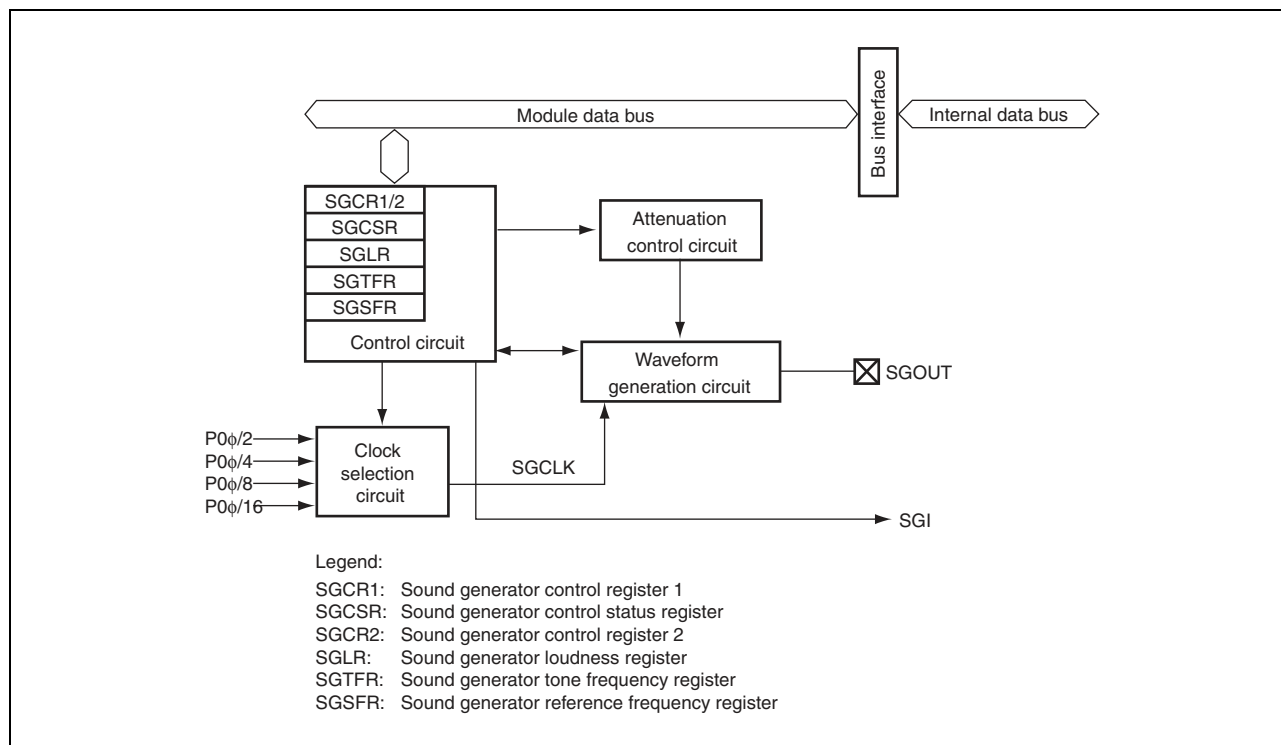 Module data bus
Bus interface
Internal data bus
SGCR1/2
SGCSR
SGLR
SGTFR
SGSFR
Control circuit
Attenuation
control circuit
Waveform
generation circuit
SGOUT
P0ϕ/2
P0ϕ/4
P0ϕ/8
P0ϕ/16
Clock
selection
circuit
SGCLK
SGI
Legend:
SGCR1: Sound generator control register 1
SGCSR: Sound generator control status register
SGCR2: Sound generator control register 2
SGLR: Sound generator loudness register
SGTFR: Sound generator tone frequency register
SGSFR: Sound generator reference frequency register